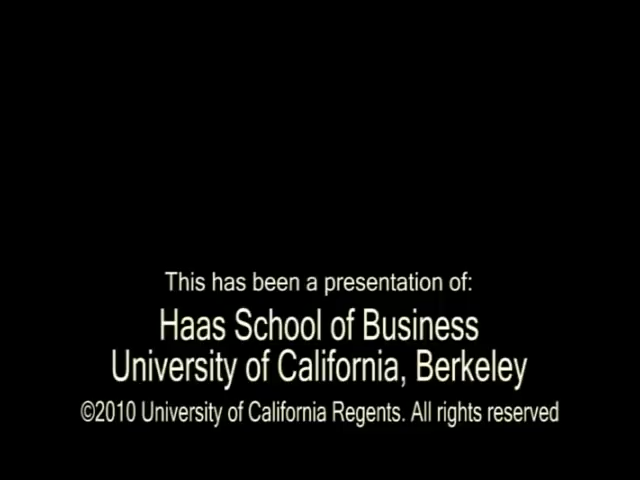 This has been a presentation of:
Haas School of Business
University of California, Berkeley
©2010 University of California Regents. All rights reserved